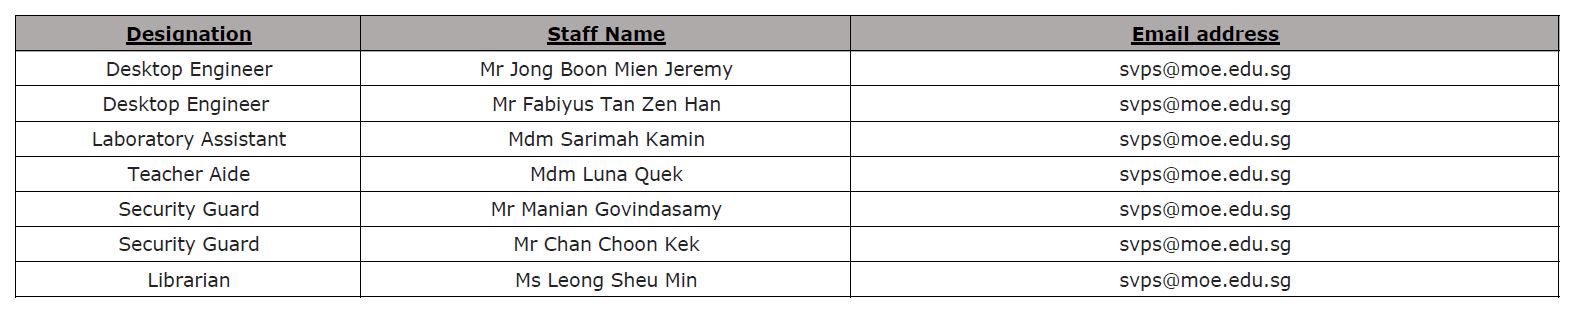 Designation Staff Name Email address
Desktop Engineer Mr Jong Boon Mien Jeremy svps@moe.edu.sg
Desktop Engineer Mr Fabiyus Tan Zen Han svps@moe.edu.sg
Laboratory Assistant Mdm Sarimah Kamin svps@moe.edu.sg
Teacher Aide Mdm Luna Quek svps@moe.edu.sg
Security Guard Mr Manian Govindasamy svps@moe.edu.sg
Security Guard Mr Chan Choon Kek svps@moe.edu.sg
Librarian Ms Leong Sheu Min svps@moe.edu.sg